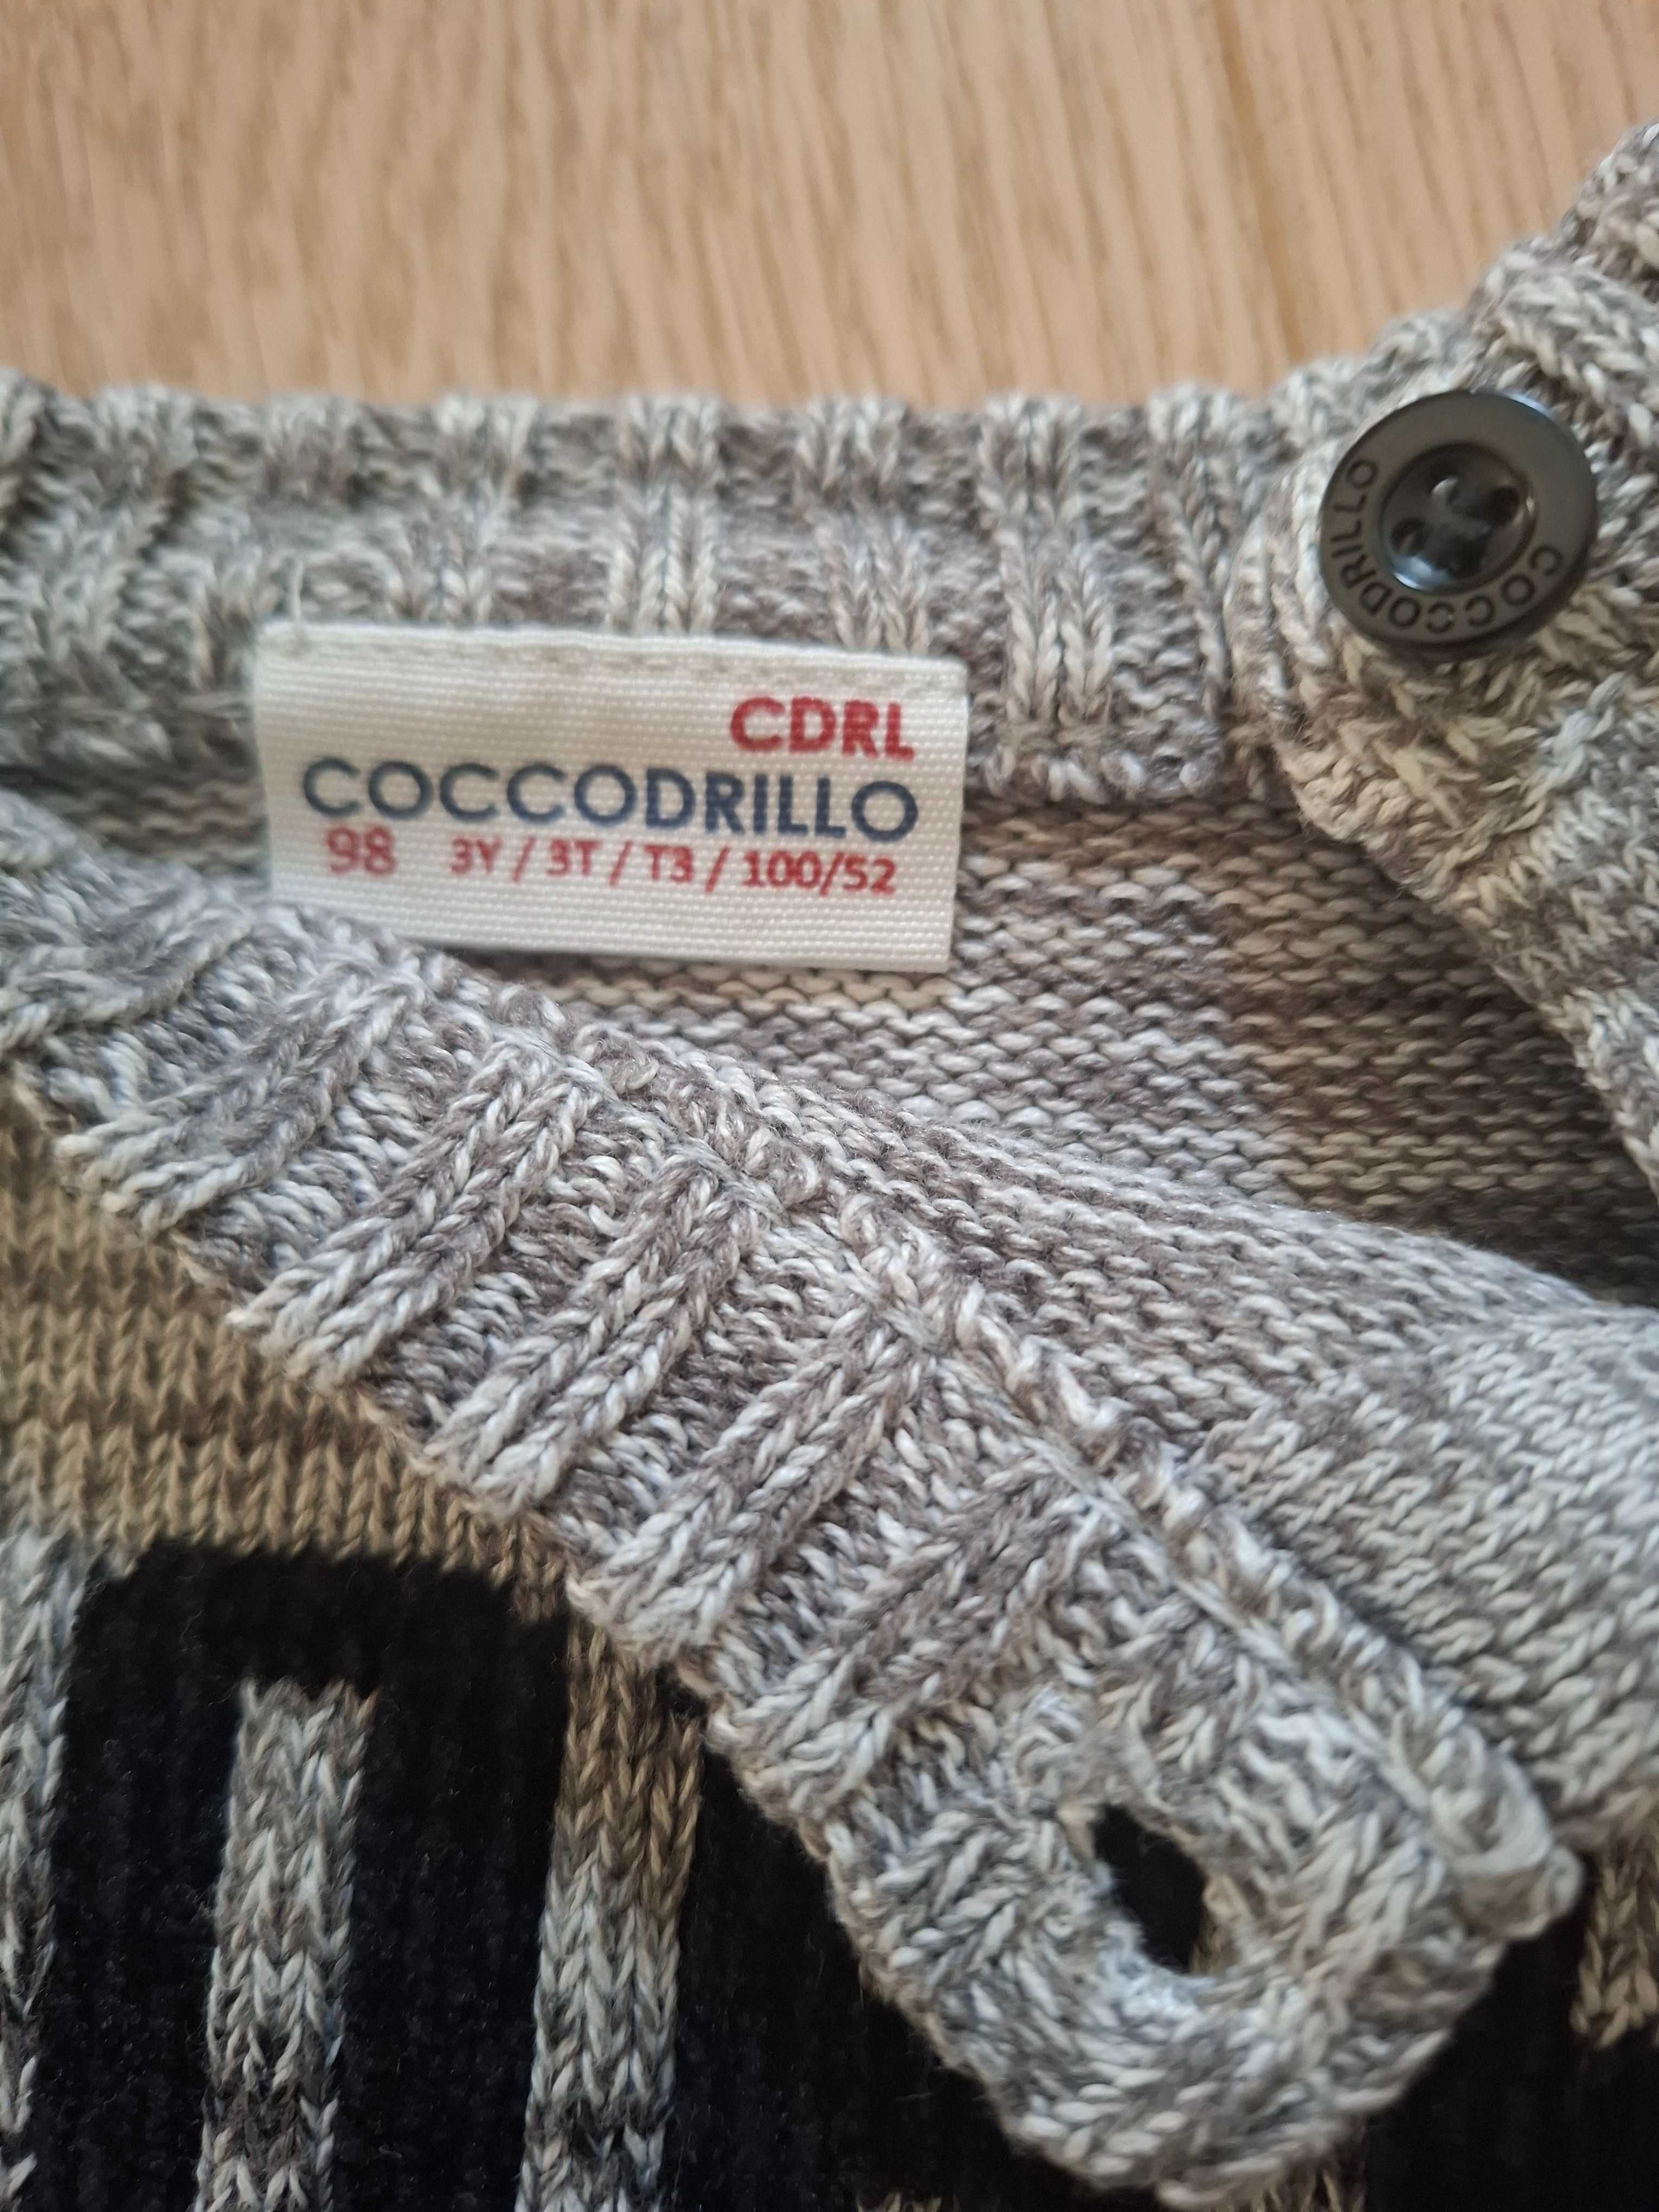 COCCODRILLO
CDRL
COCCODRILLO
98 3Y / 3T / T3 / 100/52